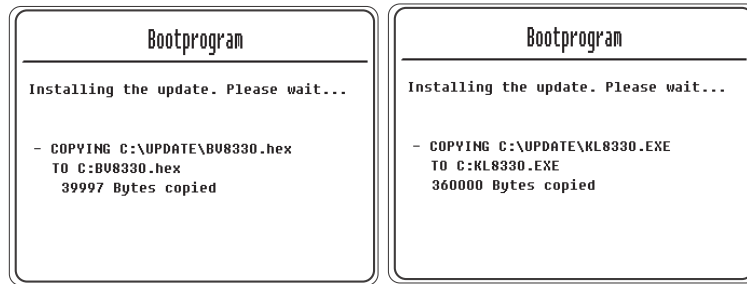 Bootprogram
Installing the update. Please wait...
- COPYING C:\UPDATE\BV8330.hex
TO C:BV8330.hex
39997 Bytes copied
Bootprogram
Installing the update. Please wait...
- COPYING C:\UPDATE\KL8330.EXE
TO C:KL8330.EXE
360000 Bytes copied